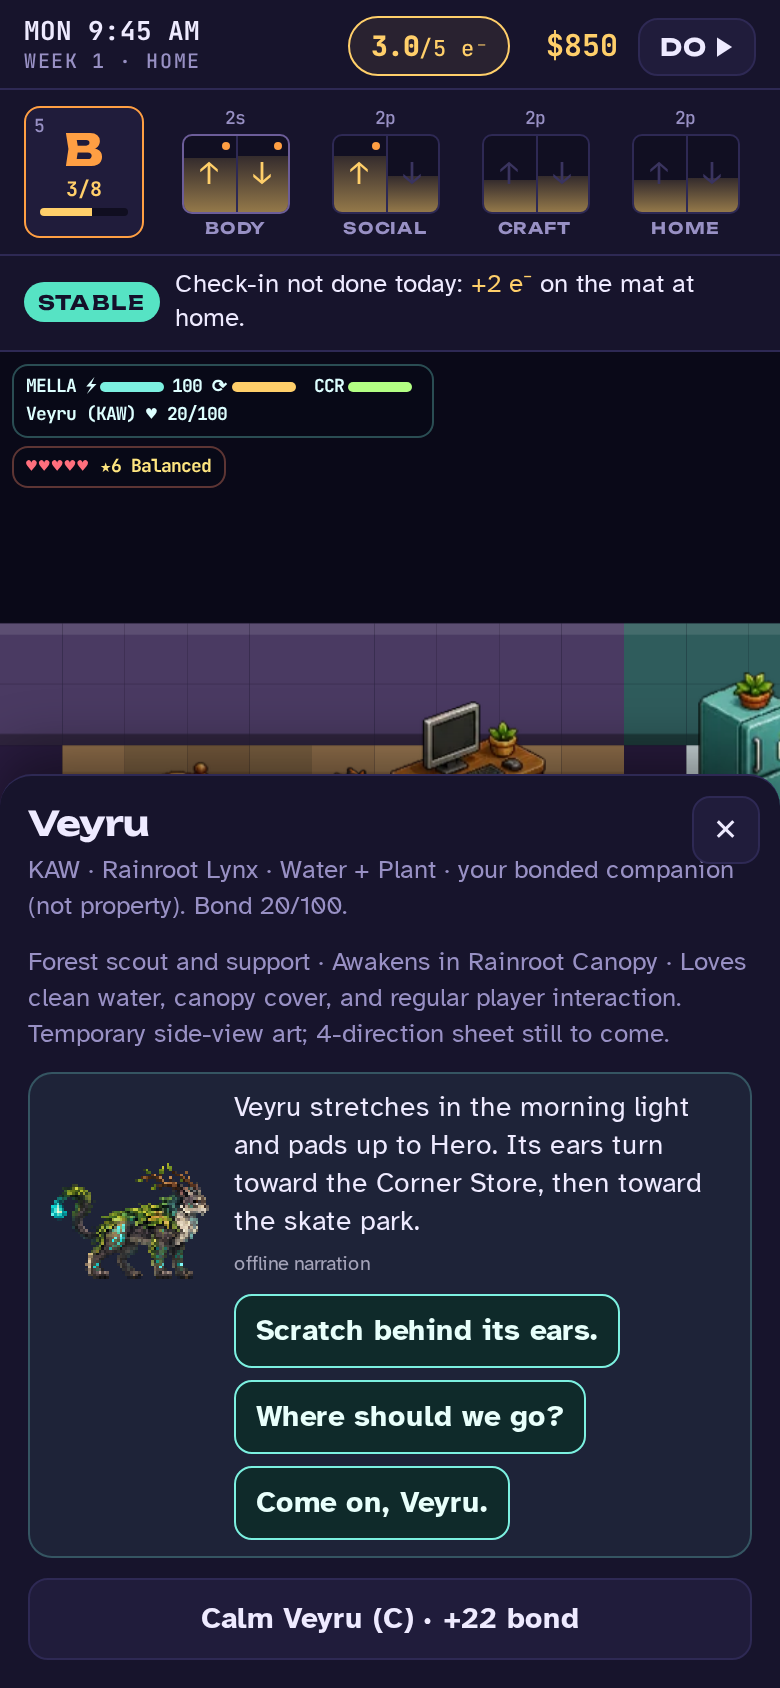 MON 9:45 AM
WEEK 1 · HOME
3.0/5 e⁻
$850
DO ▶
5
B
3/8
2s
↑ ↓
BODY
2p
↑ ↓
SOCIAL
2p
↑ ↓
CRAFT
2p
↑ ↓
HOME
STABLE
Check-in not done today: +2 e⁻ on the mat at
home.
MELLA ⚡ 100 ⟳ CCR
Veyru (KAW) ♥ 20/100
♥♥♥♥♥ ★6 Balanced
Veyru
✕
KAW · Rainroot Lynx · Water + Plant · your bonded companion
(not property). Bond 20/100.
Forest scout and support · Awakens in Rainroot Canopy · Loves
clean water, canopy cover, and regular player interaction.
Temporary side-view art; 4-direction sheet still to come.
Veyru stretches in the morning light
and pads up to Hero. Its ears turn
toward the Corner Store, then toward
the skate park.
offline narration
Scratch behind its ears.
Where should we go?
Come on, Veyru.
Calm Veyru (C) · +22 bond